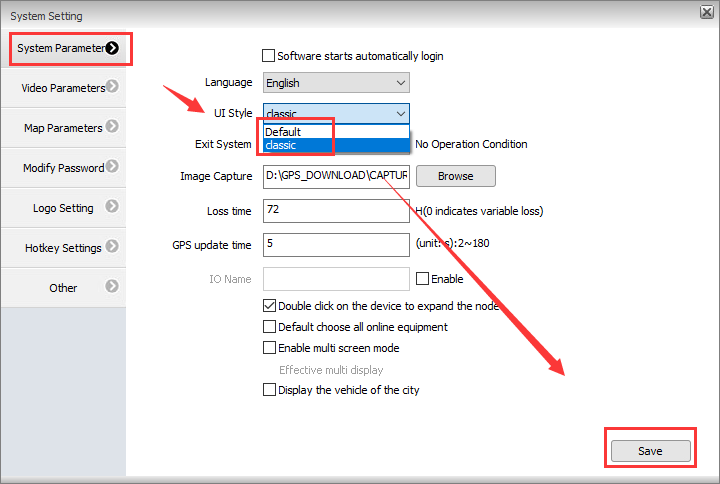 System Setting
System Parameter
Video Parameters
Map Parameters
Modify Password
Logo Setting
Hotkey Settings
Other
Software starts automatically login
Language English
UI Style classic
Default
classic
Exit System No Operation Condition
Image Capture D:\GPS_DOWNLOAD\CAPTUR Browse
Loss time 72 H(0 indicates variable loss)
GPS update time 5 (unit: s):2~180
IO Name Enable
Double click on the device to expand the node
Default choose all online equipment
Enable multi screen mode
Effective multi display
Display the vehicle of the city
Save